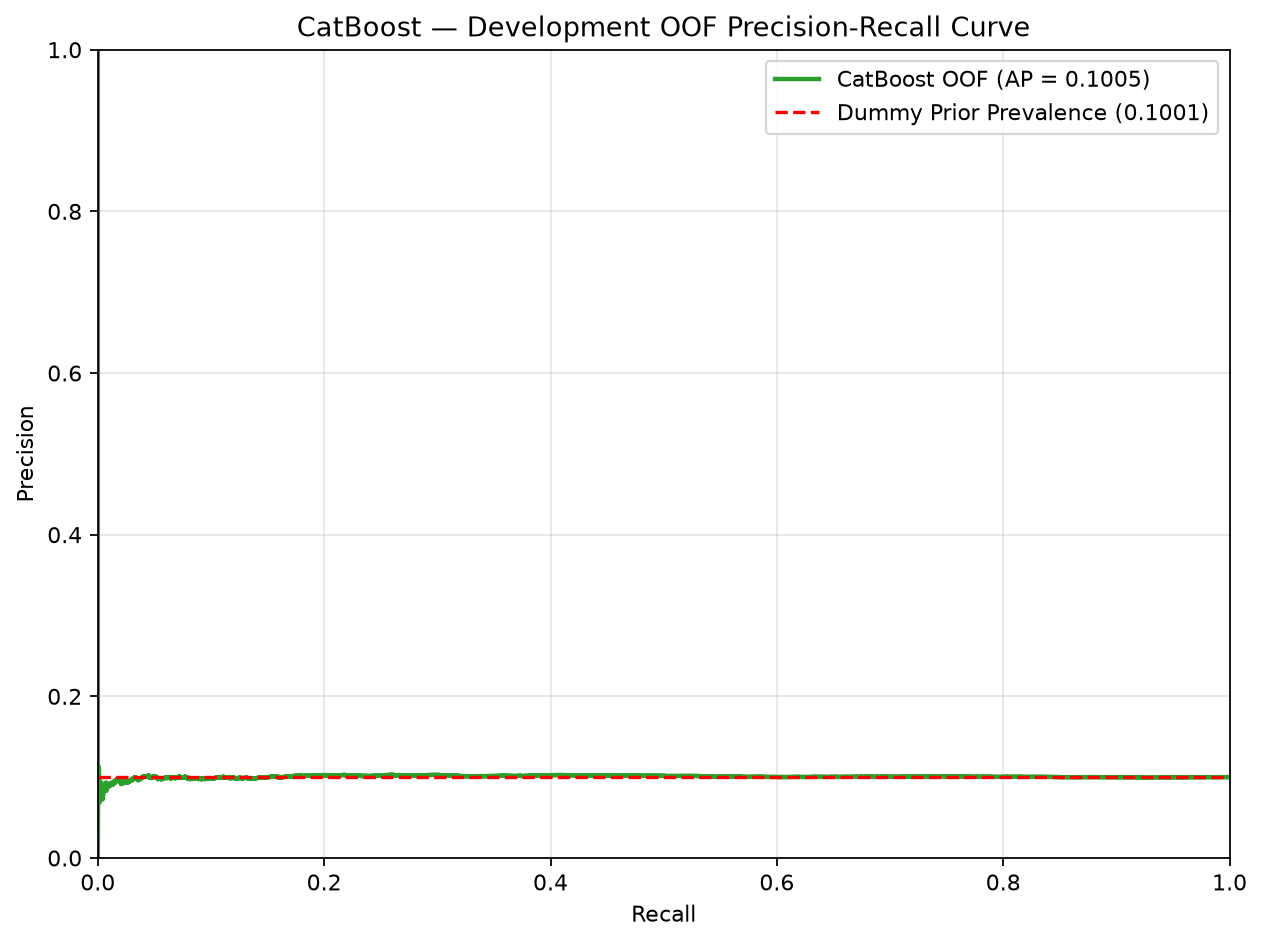 CatBoost — Development OOF Precision-Recall Curve
CatBoost OOF (AP = 0.1005)
Dummy Prior Prevalence (0.1001)
Precision
1.0
0.8
0.6
0.4
0.2
0.0
0.0 0.2 0.4 0.6 0.8 1.0
Recall